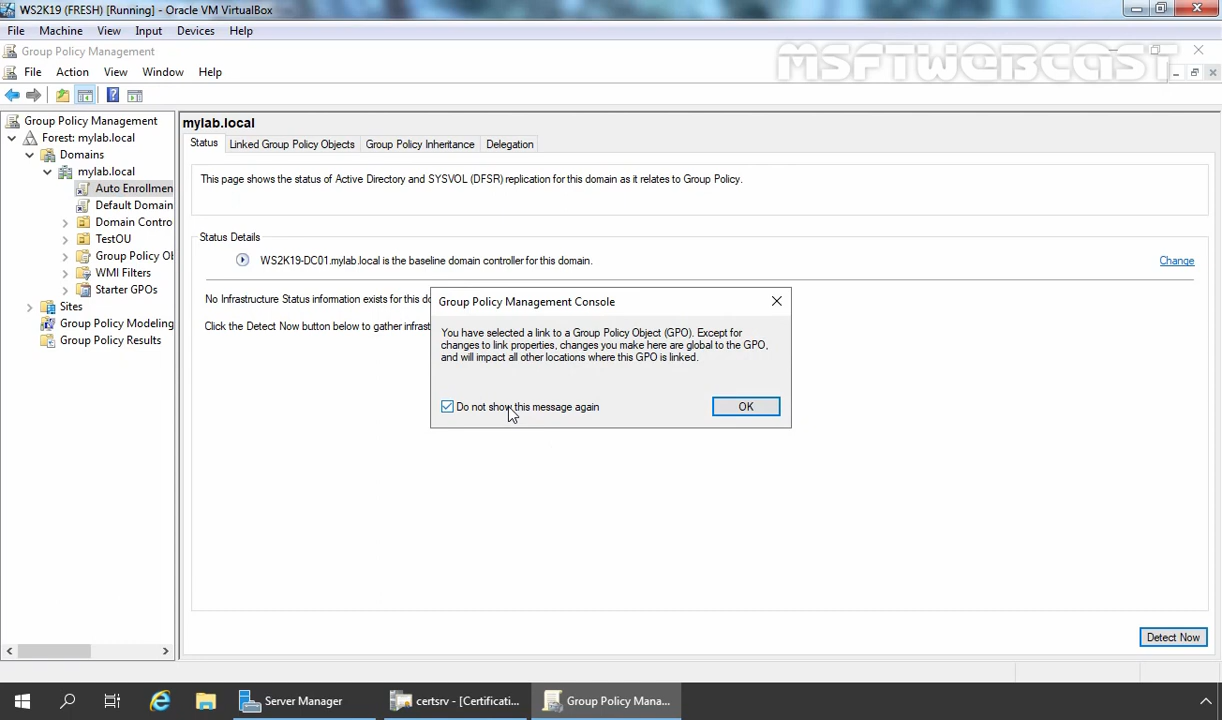 WS2K19 (FRESH) [Running] - Oracle VM VirtualBox
File Machine View Input Devices Help
Group Policy Management
MSFTWEBCAST
File Action View Window Help
Group Policy Management
Forest: mylab.local
Domains
mylab.local
Auto Enrollmen
Default Domain
Domain Contro
TestOU
Group Policy Ob
WMI Filters
Starter GPOs
Sites
Group Policy Modeling
Group Policy Results
mylab.local
Status Linked Group Policy Objects Group Policy Inheritance Delegation
This page shows the status of Active Directory and SYSVOL (DFSR) replication for this domain as it relates to Group Policy.
Status Details
WS2K19-DC01.mylab.local is the baseline domain controller for this domain. Change
No Infrastructure Status information exists for this do
Click the Detect Now button below to gather infrast
Group Policy Management Console
You have selected a link to a Group Policy Object (GPO). Except for
changes to link properties, changes you make here are global to the GPO,
and will impact all other locations where this GPO is linked.
Do not show this message again OK
Detect Now
Server Manager certsrv - [Certificati... Group Policy Mana...